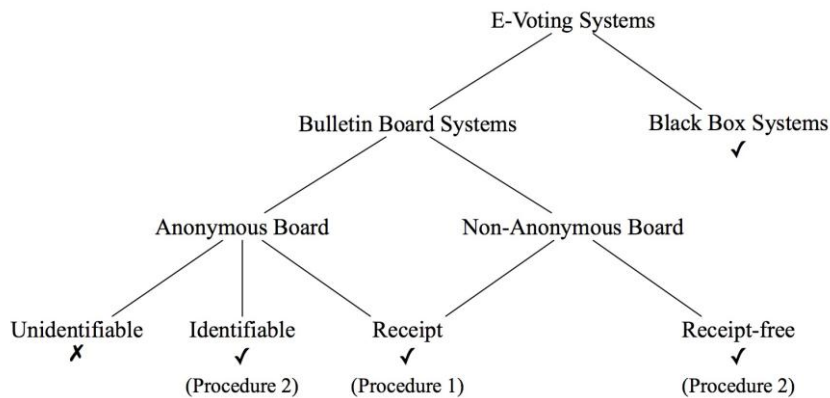 E-Voting Systems
Bulletin Board Systems
Black Box Systems
✓
Anonymous Board
Non-Anonymous Board
Unidentifiable
Identifiable
Receipt
Receipt-free
✗
✓
✓
✓
(Procedure 2)
(Procedure 1)
(Procedure 2)